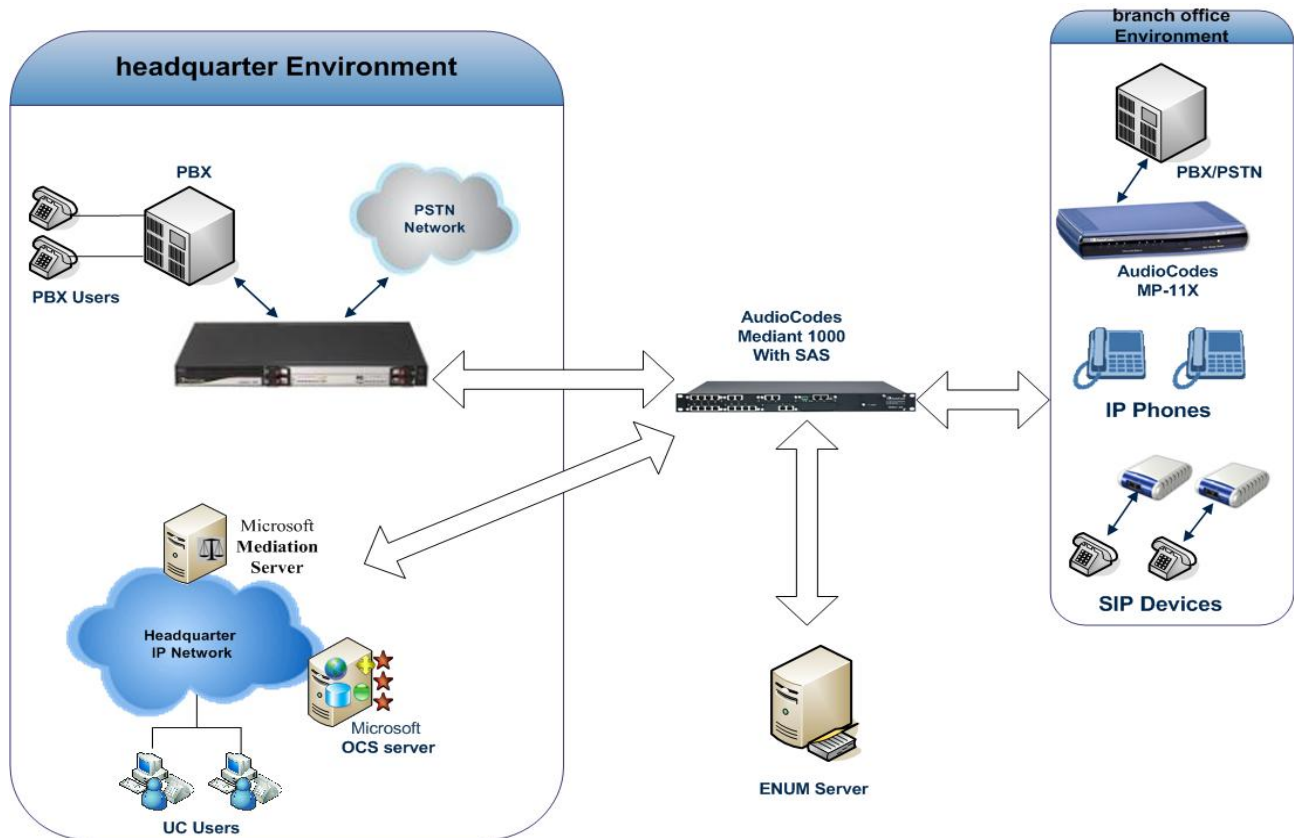 headquarter Environment
PBX
PBX Users
PSTN
Network
Microsoft
Mediation
Server
Headquarter
IP Network
Microsoft
OCS server
UC Users
AudioCodes
Mediant 1000
With SAS
ENUM Server
branch office
Environment
PBX/PSTN
AudioCodes
MP-11X
IP Phones
SIP Devices